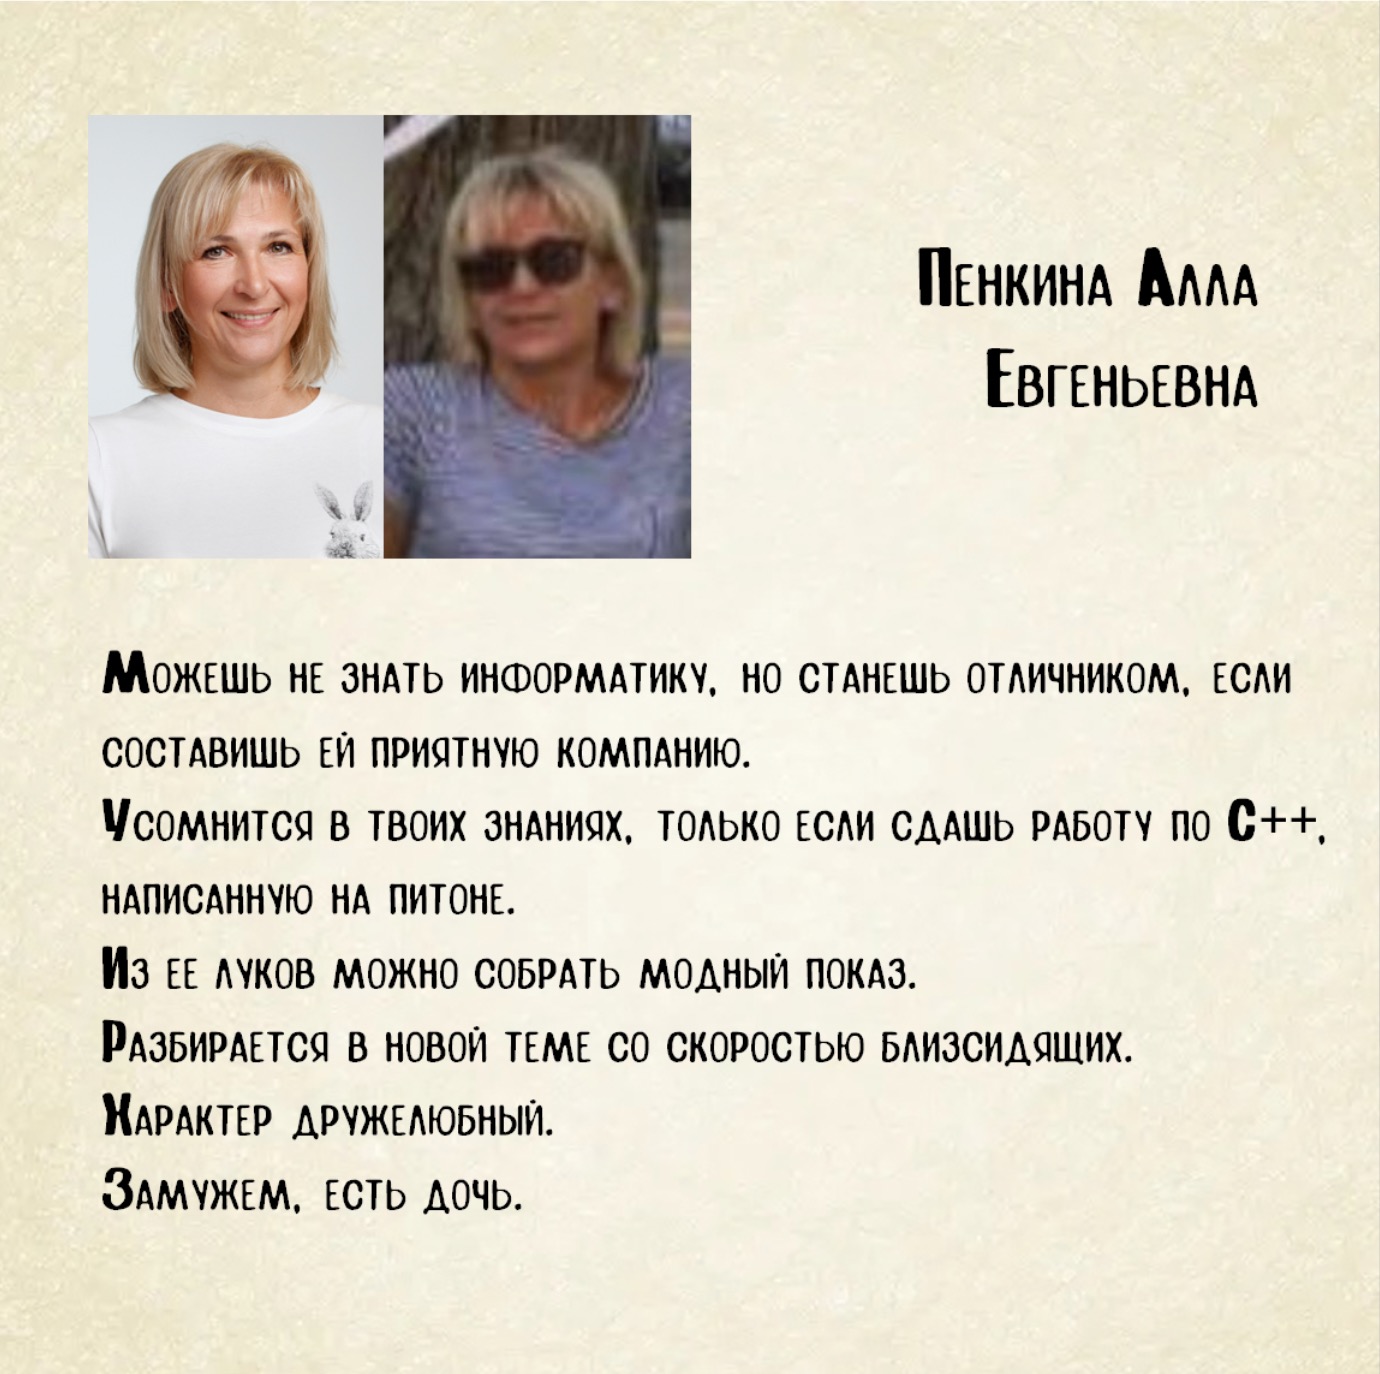 Пенкина Алла
Евгеньевна
Можешь не знать информатику, но станешь отличником, если
составишь ей приятную компанию.
Усомнится в твоих знаниях, только если сдашь работу по C++,
написанную на питоне.
Из ее луков можно собрать модный показ.
Разбирается в новой теме со скоростью близсидящих.
Характер дружелюбный.
Замужем, есть дочь.